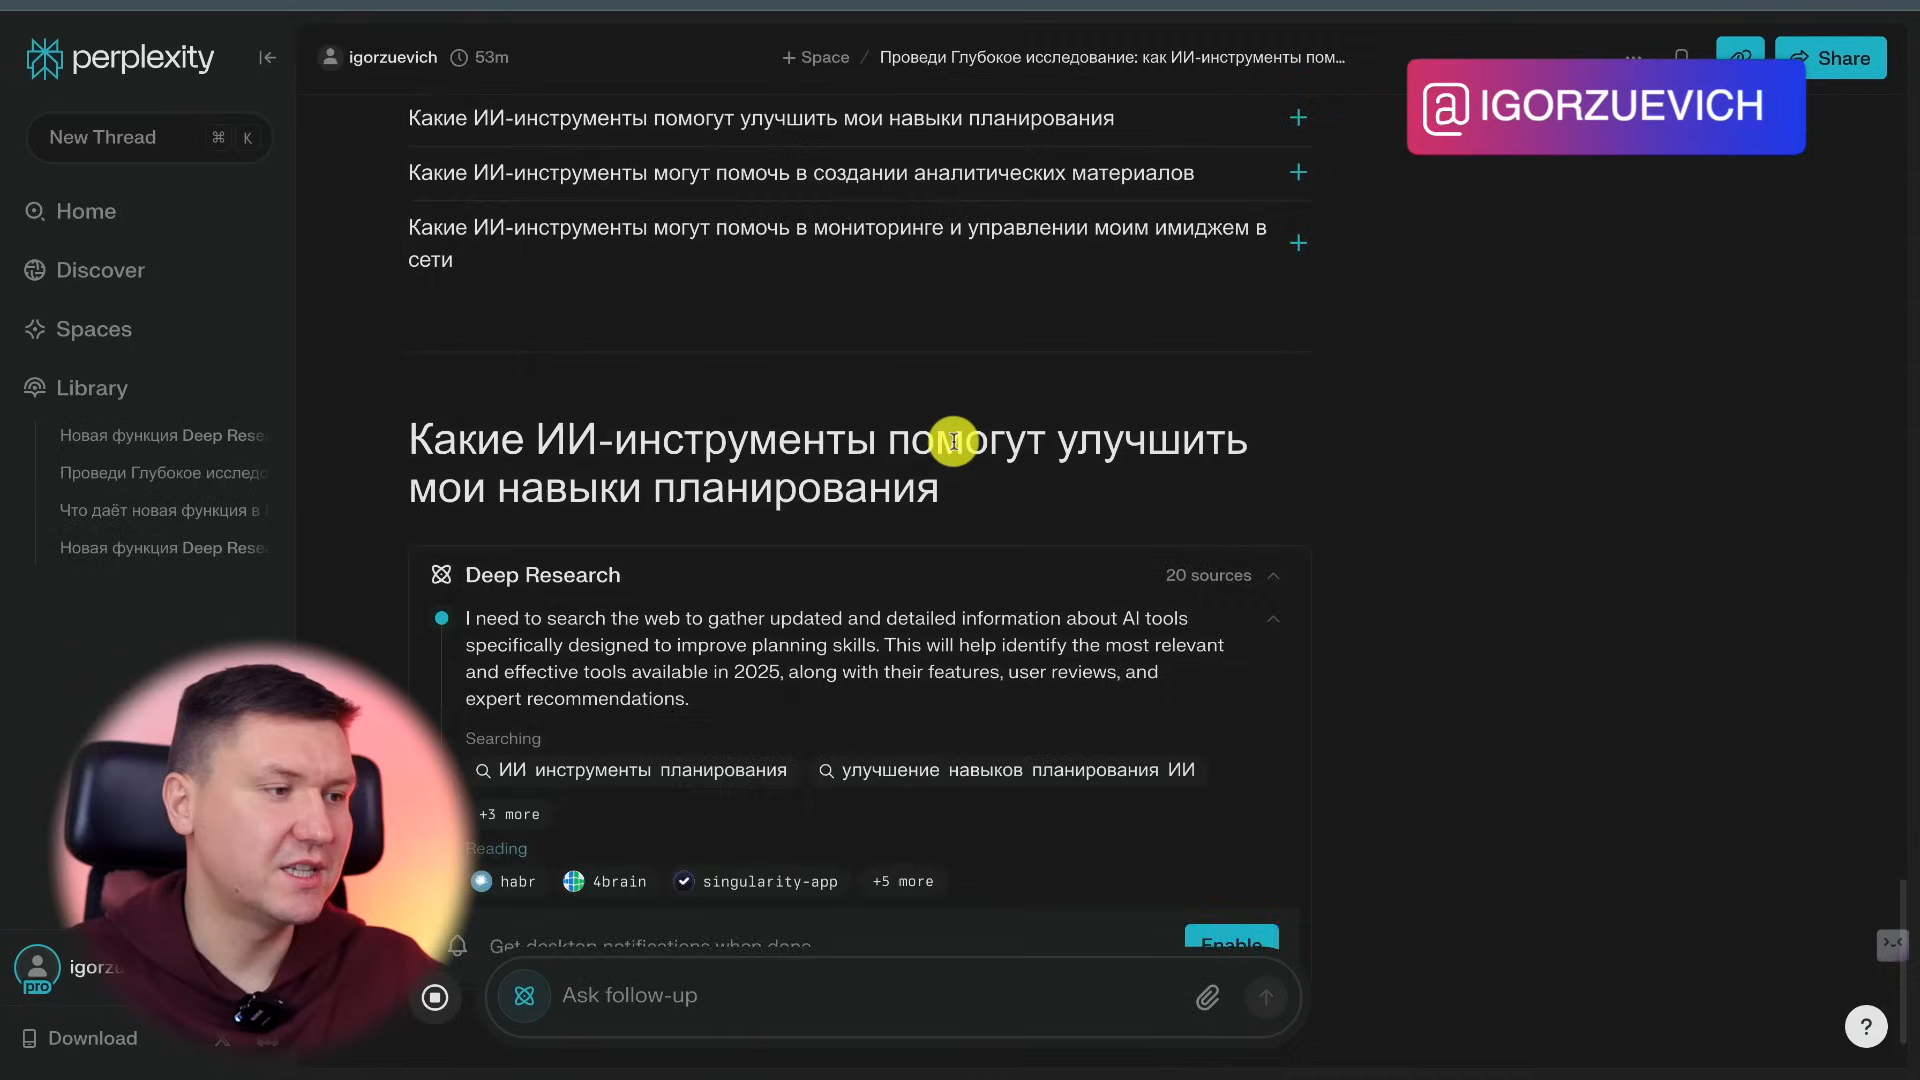 perplexity
igorzuevich 53m
+ Space / Проведи Глубокое исследование: как ИИ-инструменты пом...
Share
@IGORZUEVICH
New Thread ⌘ K
Home
Discover
Spaces
Library
Новая функция Deep Rese
Проведи Глубокое исследо
Что даёт новая функция в
Новая функция Deep Rese
Какие ИИ-инструменты помогут улучшить мои навыки планирования
Какие ИИ-инструменты могут помочь в создании аналитических материалов
Какие ИИ-инструменты могут помочь в мониторинге и управлении моим имиджем в
сети
Какие ИИ-инструменты помогут улучшить
мои навыки планирования
Deep Research 20 sources
I need to search the web to gather updated and detailed information about AI tools
specifically designed to improve planning skills. This will help identify the most relevant
and effective tools available in 2025, along with their features, user reviews, and
expert recommendations.
Searching
ИИ инструменты планирования улучшение навыков планирования ИИ
+3 more
Reading
habr 4brain singularity-app +5 more
Get desktop notifications when done
Enable
Ask follow-up
igorzu
pro
Download
?